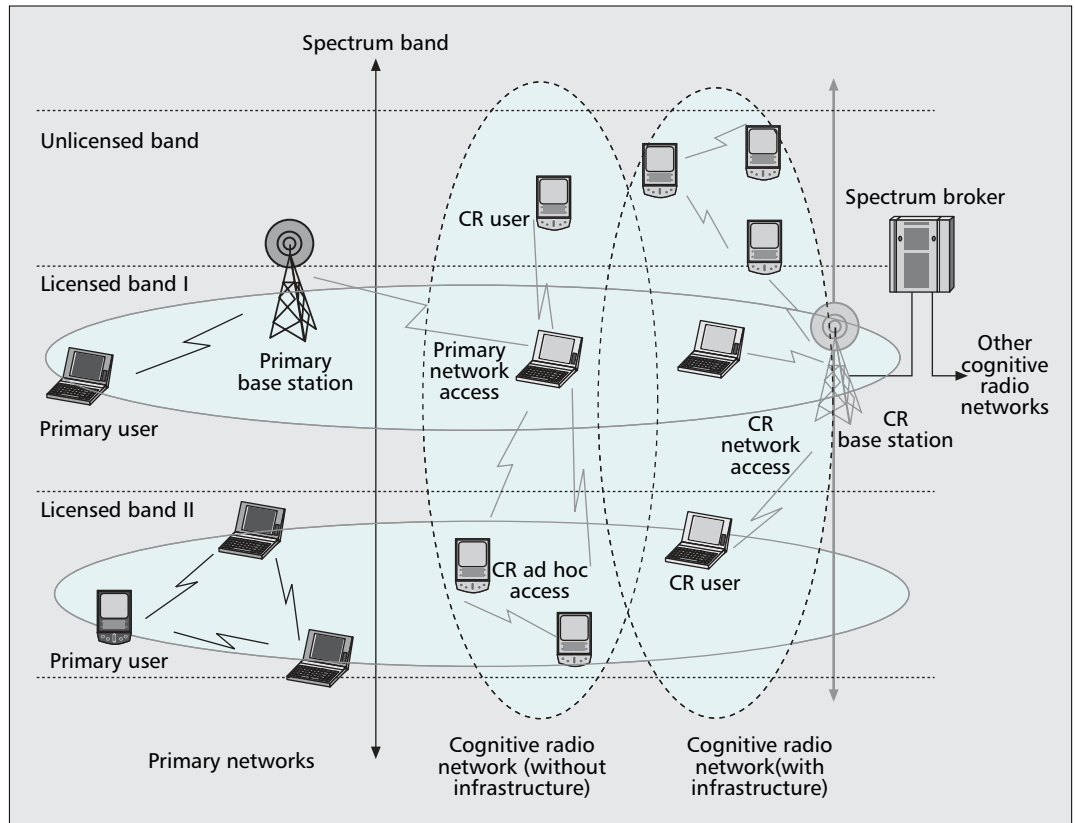 Spectrum band
Unlicensed band
Spectrum broker
CR user
Licensed band I
Primary
base station
Primary
network
access
Other
cognitive
radio
networks
Primary user
CR
network
access
CR
base station
Licensed band II
CR ad hoc
access
CR user
Primary user
Primary networks
Cognitive radio
network (without
infrastructure)
Cognitive radio
network(with
infrastructure)